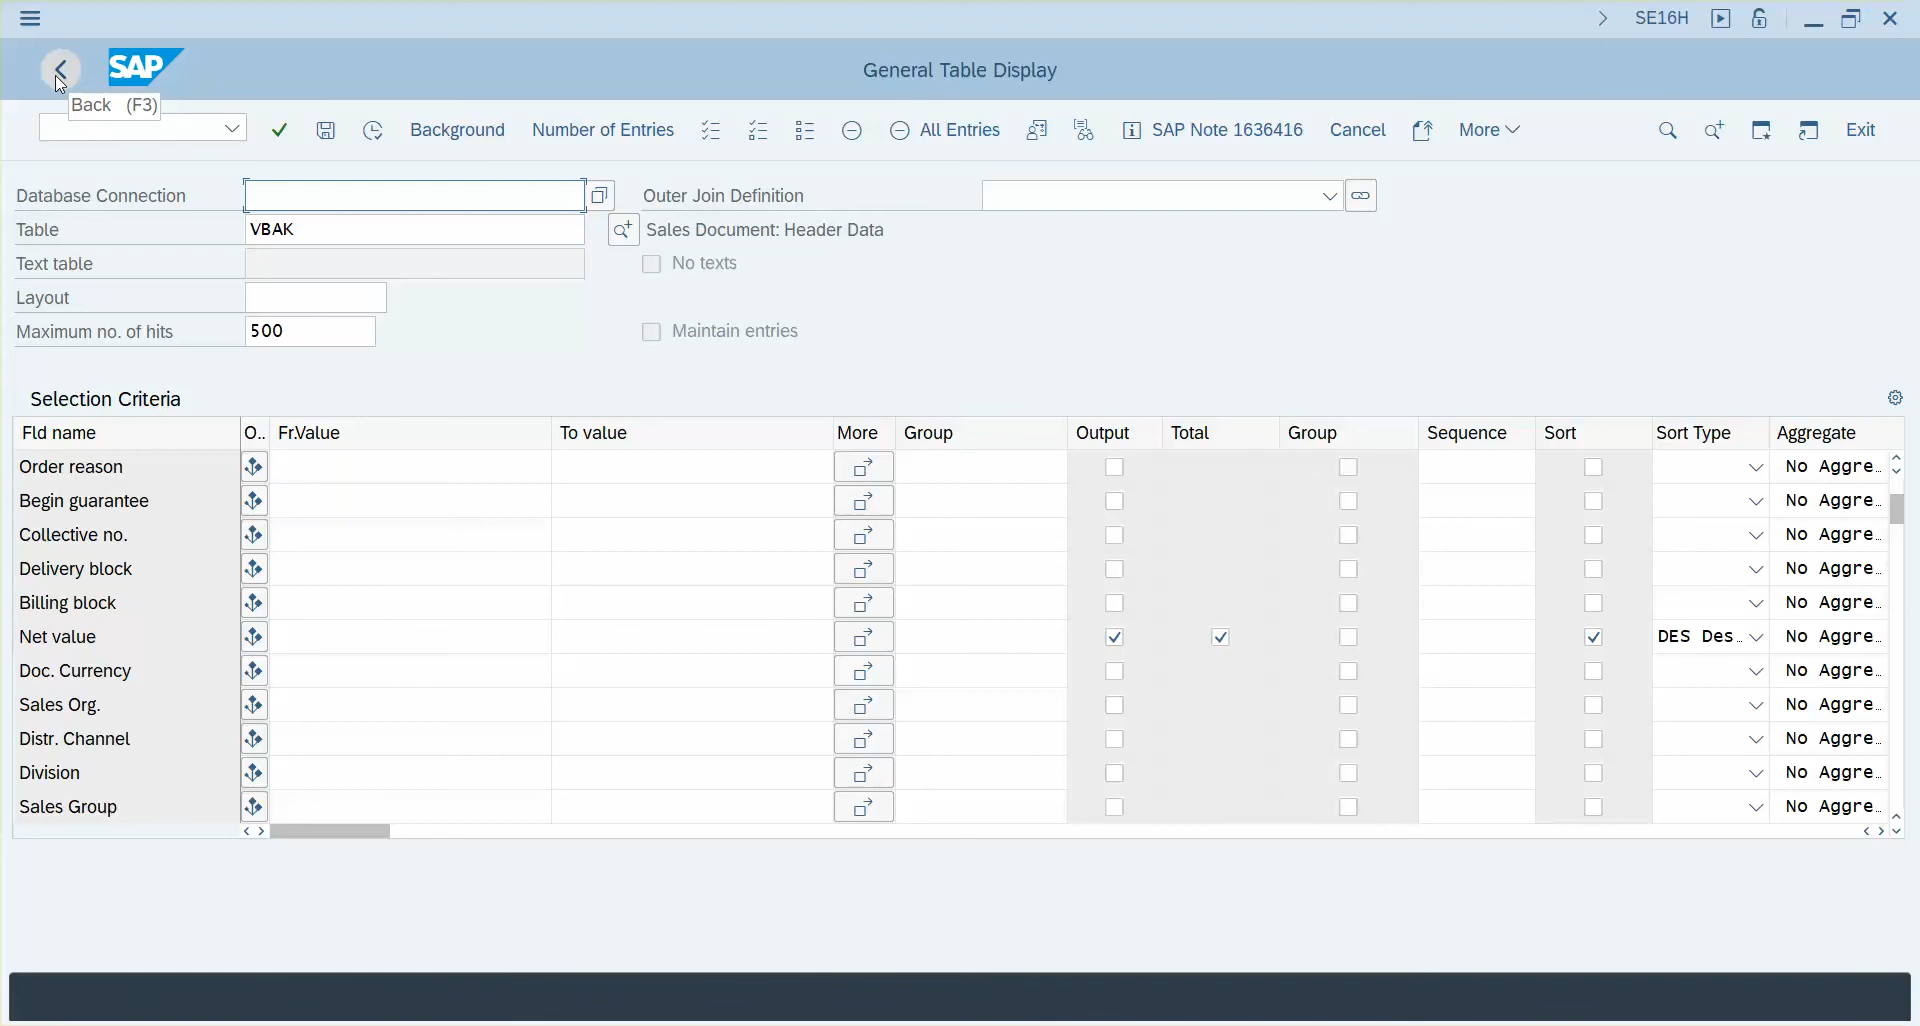 SE16H
SAP
General Table Display
Back (F3)
Background Number of Entries All Entries SAP Note 1636416 Cancel More Exit
Database Connection Outer Join Definition
Table VBAK Sales Document: Header Data
Text table No texts
Layout
Maximum no. of hits 500 Maintain entries
Selection Criteria
Fld name O.. Fr.Value To value More Group Output Total Group Sequence Sort Sort Type Aggregate
Order reason No Aggre…
Begin guarantee No Aggre…
Collective no. No Aggre…
Delivery block No Aggre…
Billing block No Aggre…
Net value DES Des… No Aggre…
Doc. Currency No Aggre…
Sales Org. No Aggre…
Distr. Channel No Aggre…
Division No Aggre…
Sales Group No Aggre…